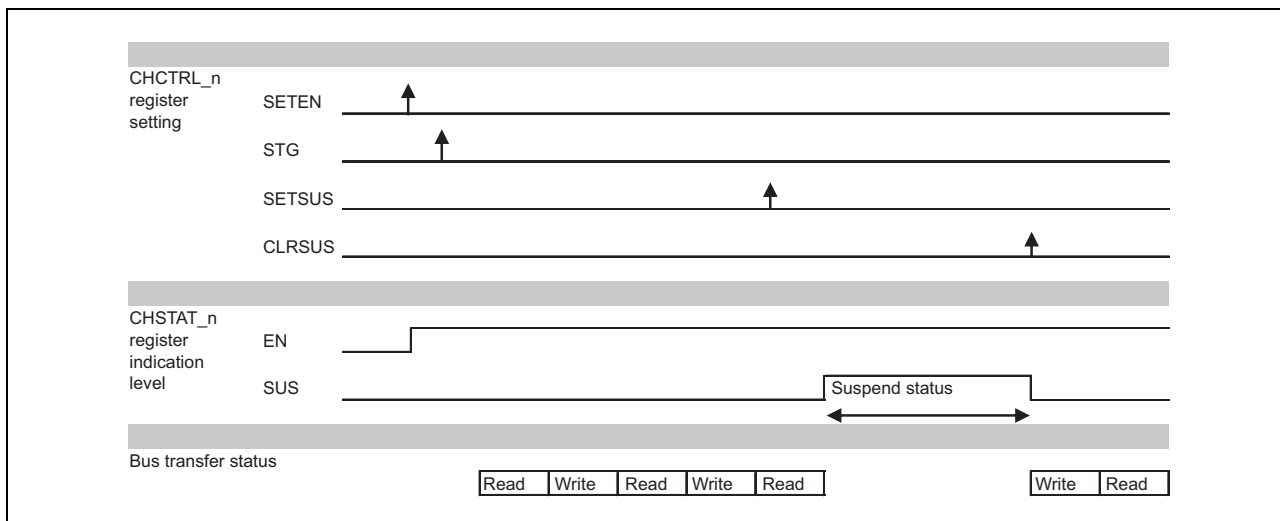 CHCTRL_n
register
setting
SETEN
STG
SETSUS
CLRSUS
CHSTAT_n
register
indication
level
EN
SUS
Suspend status
Bus transfer status
Read Write Read Write Read Write Read